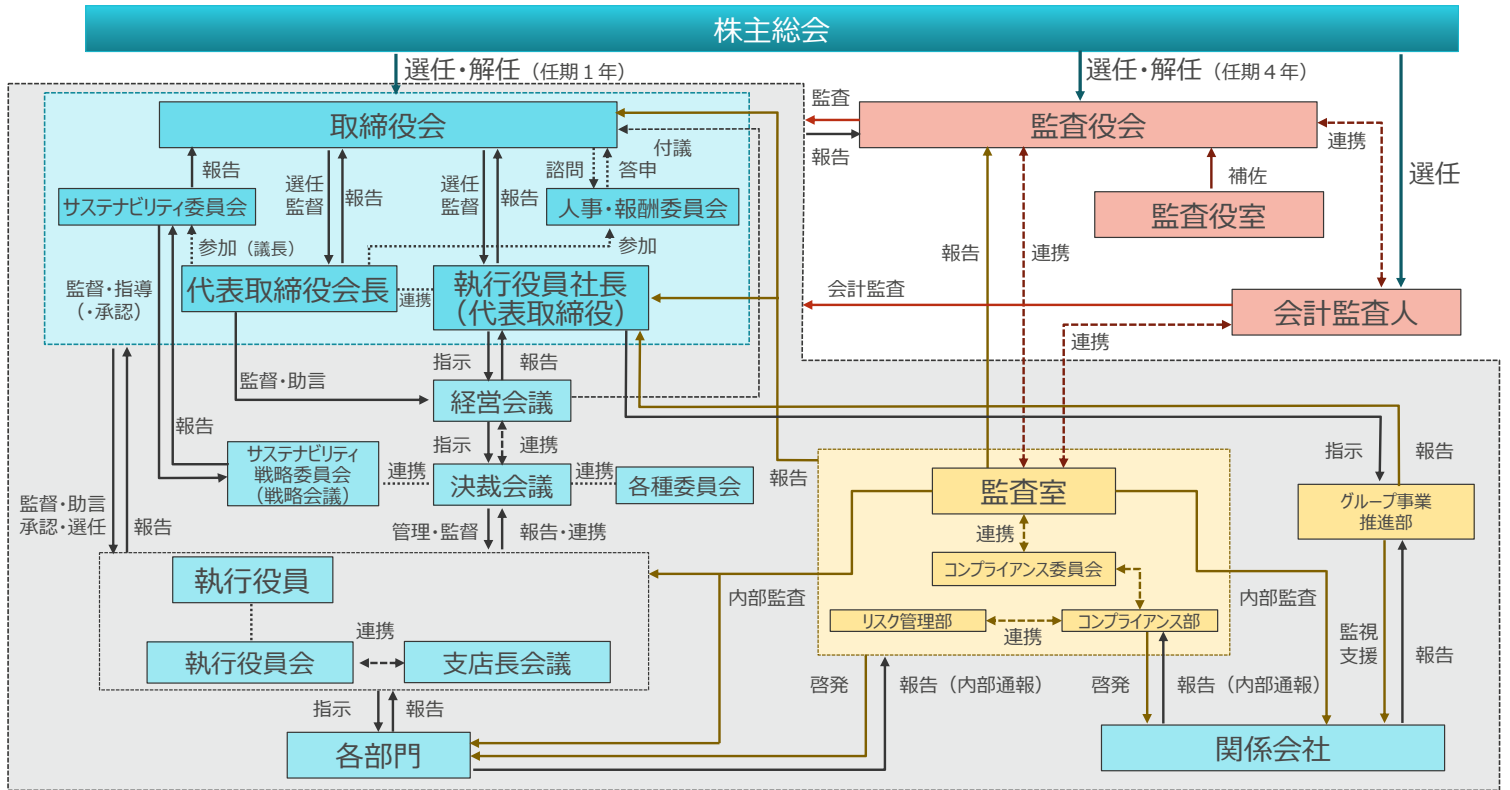 株主総会
選任・解任（任期１年）
選任・解任（任期４年）
監査
取締役会
監査役会
連携
報告
付議
選任
報告
選任
監督
報告
選任
監督
報告
諮問
答申
補佐
サステナビリティ委員会
人事・報酬委員会
監査役室
参加（議長）
参加
報告
連携
代表取締役会長
連携
執行役員社長
（代表取締役）
監督・指導
（・承認）
会計監査
会計監査人
連携
指示
報告
監督・助言
経営会議
報告
指示
連携
指示
報告
サステナビリティ
戦略委員会
（戦略会議）
連携
決裁会議
連携
各種委員会
報告
監査室
グループ事業
推進部
監督・助言
承認・選任
報告
管理・監督
報告・連携
連携
執行役員
コンプライアンス委員会
内部監査
内部監査
連携
リスク管理部
連携
コンプライアンス部
監視
支援
報告
執行役員会
支店長会議
指示
報告
啓発
報告（内部通報）
啓発
報告（内部通報）
各部門
関係会社